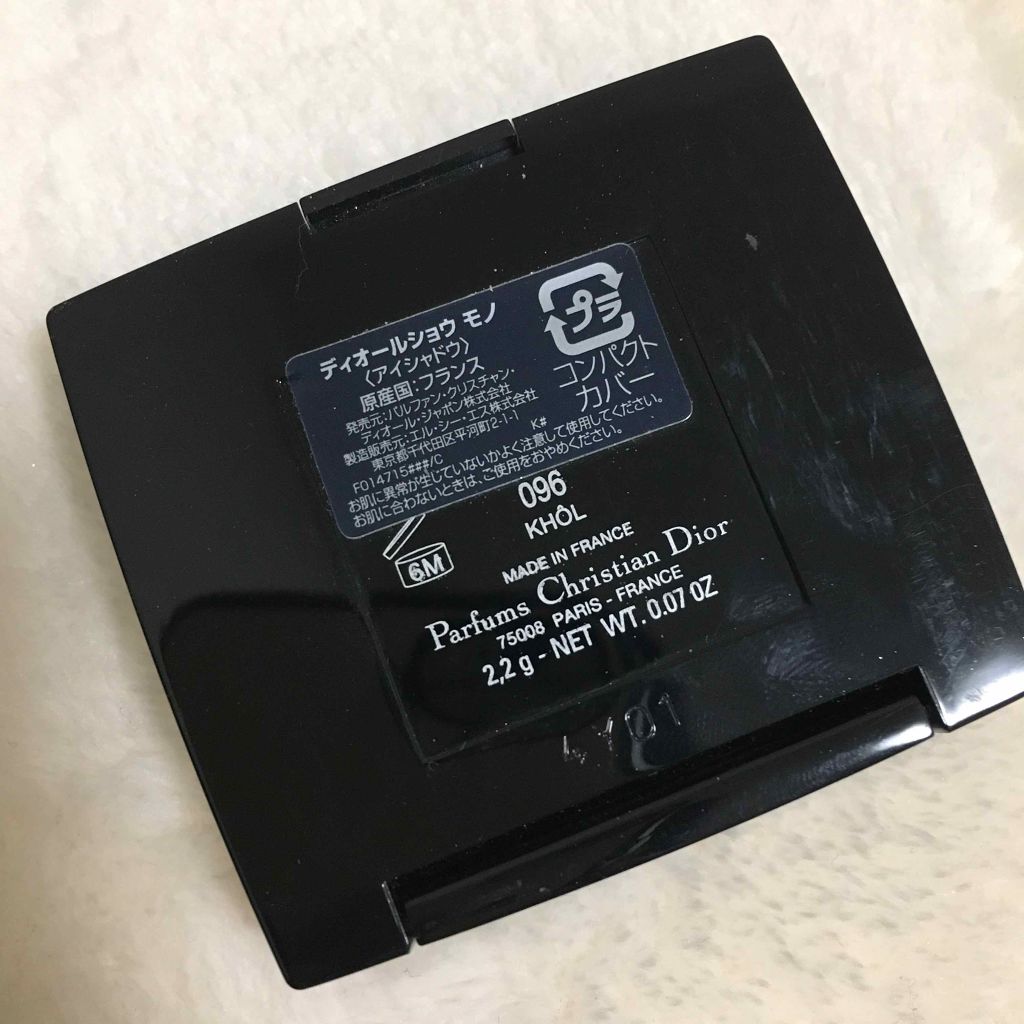 ディオールショウ モノ
〈アイシャドウ〉
原産国：フランス
発売元：パルファン・クリスチャン・
ディオール・ジャポン株式会社
製造販売元：エル・シー・エス株式会社
東京都千代田区平河町2-1-1 K#
F014715###/C
お肌に異常が生じていないかよく注意して使用してください。
お肌に合わないときは、ご使用をおやめください。
プラ
コンパクト
カバー
096
KHÔL
6M
MADE IN FRANCE
Parfums Christian Dior
75008 PARIS - FRANCE
2,2 g - NET WT. 0.07 OZ
4Y01